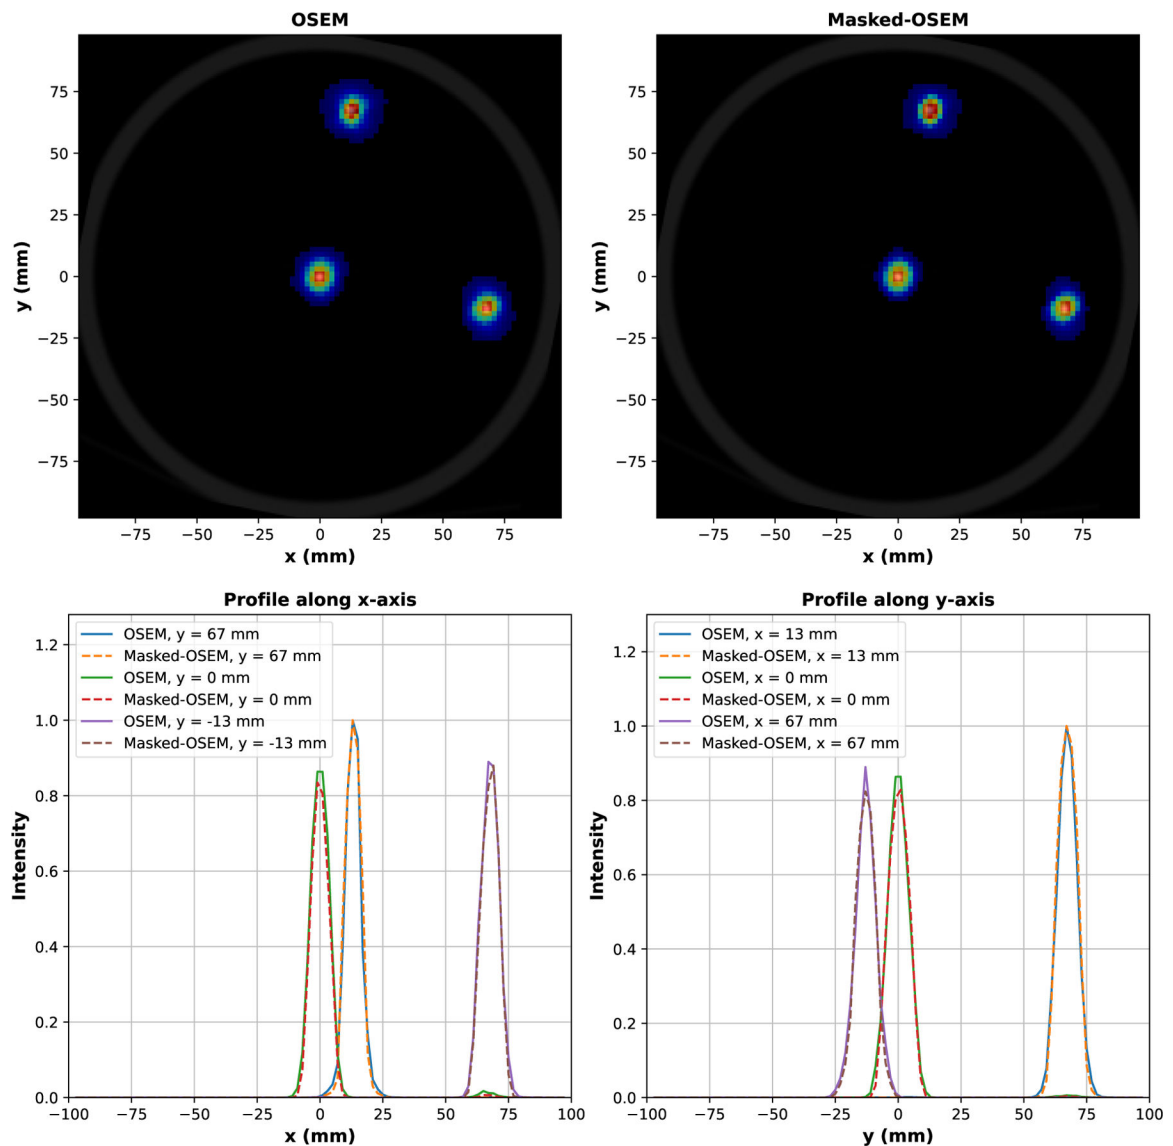 OSEM
Masked-OSEM
y (mm)
75
50
25
0
−25
−50
−75
−75 −50 −25 0 25 50 75
x (mm)
y (mm)
75
50
25
0
−25
−50
−75
−75 −50 −25 0 25 50 75
x (mm)
Profile along x-axis
Intensity
1.2
1.0
0.8
0.6
0.4
0.2
0.0
OSEM, y = 67 mm
Masked-OSEM, y = 67 mm
OSEM, y = 0 mm
Masked-OSEM, y = 0 mm
OSEM, y = -13 mm
Masked-OSEM, y = -13 mm
−100 −75 −50 −25 0 25 50 75 100
x (mm)
Profile along y-axis
Intensity
1.2
1.0
0.8
0.6
0.4
0.2
0.0
OSEM, x = 13 mm
Masked-OSEM, x = 13 mm
OSEM, x = 0 mm
Masked-OSEM, x = 0 mm
OSEM, x = 67 mm
Masked-OSEM, x = 67 mm
−100 −75 −50 −25 0 25 50 75 100
y (mm)